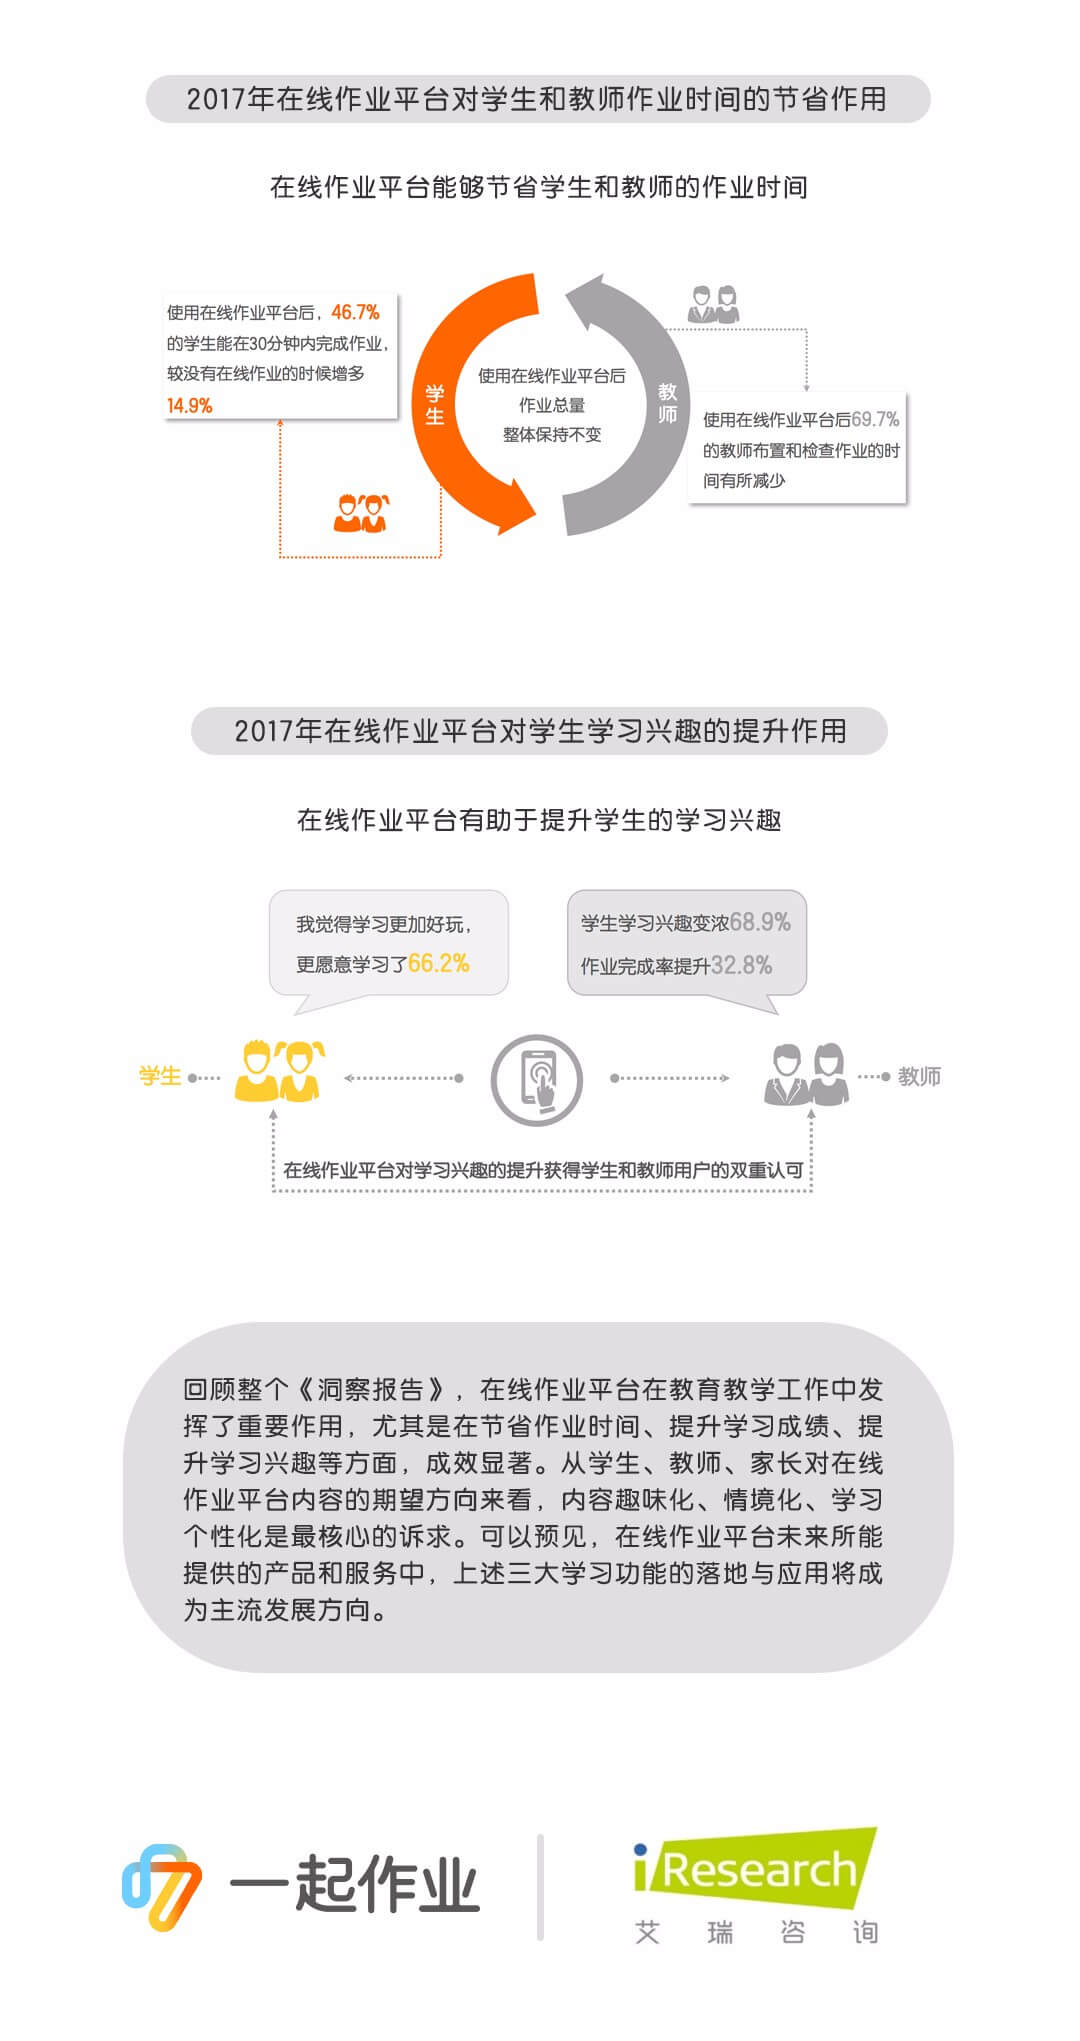 2017年在线作业平台对学生和教师作业时间的节省作用
在线作业平台能够节省学生和教师的作业时间
使用在线作业平台后，46.7%
的学生能在30分钟内完成作业，
较没有在线作业的时候增多
14.9%
学
生
使用在线作业平台后
作业总量
整体保持不变
教
师
使用在线作业平台后69.7%
的教师布置和检查作业的时
间有所减少
2017年在线作业平台对学生学习兴趣的提升作用
在线作业平台有助于提升学生的学习兴趣
我觉得学习更加好玩，
更愿意学习了66.2%
学生学习兴趣变浓68.9%
作业完成率提升32.8%
学生
教师
在线作业平台对学习兴趣的提升获得学生和教师用户的双重认可
回顾整个《洞察报告》，在线作业平台在教育教学工作中发
挥了重要作用，尤其是在节省作业时间、提升学习成绩、提
升学习兴趣等方面，成效显著。从学生、教师、家长对在线
作业平台内容的期望方向来看，内容趣味化、情境化、学习
个性化是最核心的诉求。可以预见，在线作业平台未来所能
提供的产品和服务中，上述三大学习功能的落地与应用将成
为主流发展方向。
一起作业
iResearch
艾瑞咨询